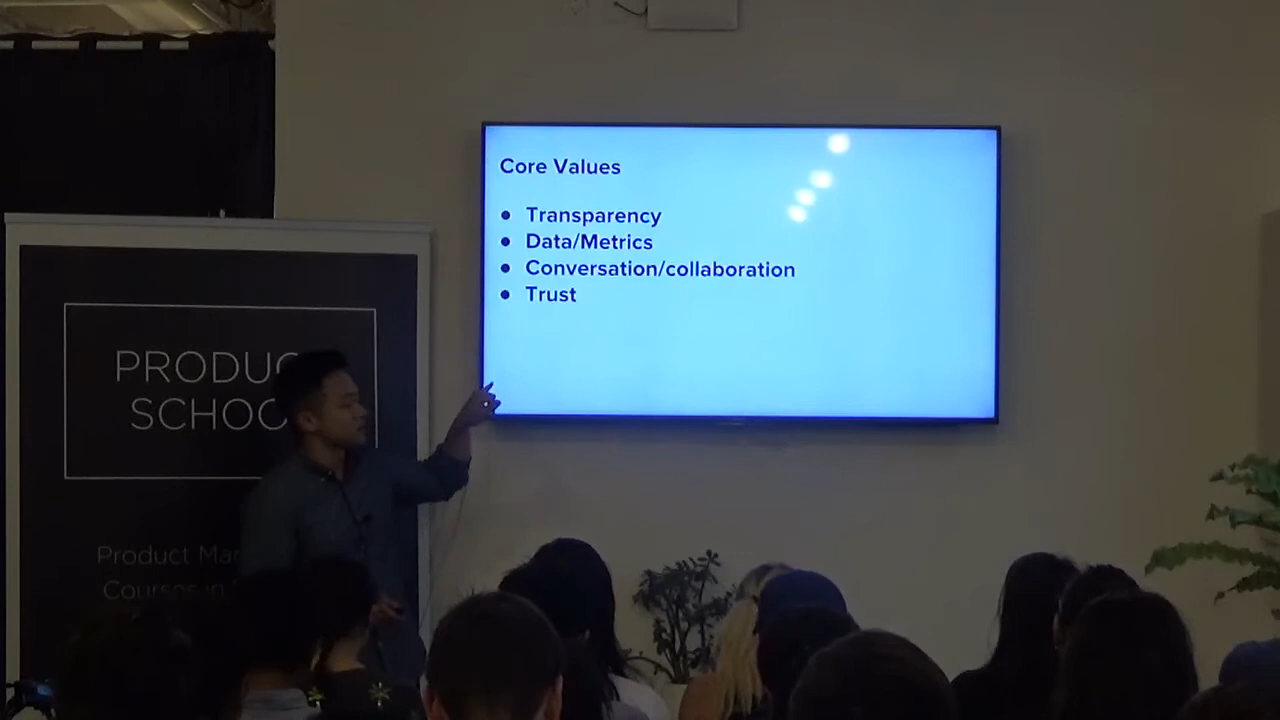 Core Values
● Transparency
● Data/Metrics
● Conversation/collaboration
● Trust
PRODUC
SCHOO
Product Ma
Courses in